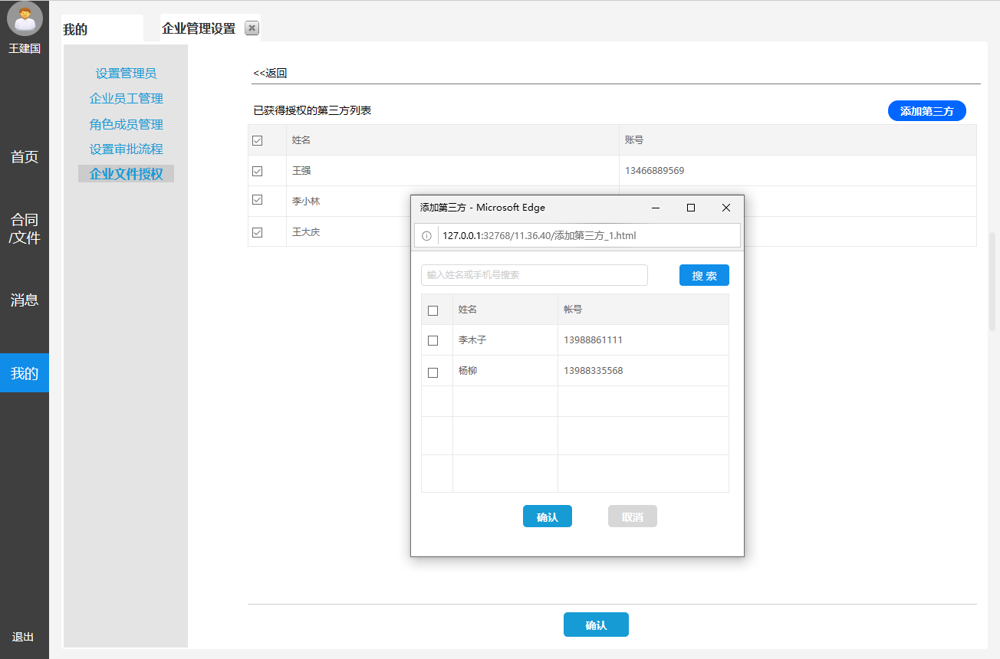 王建国
首页
合同
/文件
消息
我的
退出
我的
企业管理设置
设置管理员
企业员工管理
角色成员管理
设置审批流程
企业文件授权
<<返回
已获得授权的第三方列表
添加第三方
姓名 账号
王强 13466889569
李小林
王大庆
添加第三方 - Microsoft Edge
127.0.0.1:32768/11.36.40/添加第三方_1.html
输入姓名或手机号搜索
搜 索
姓名 帐号
李木子 13988861111
杨柳 13988335568
确认 取消
确认